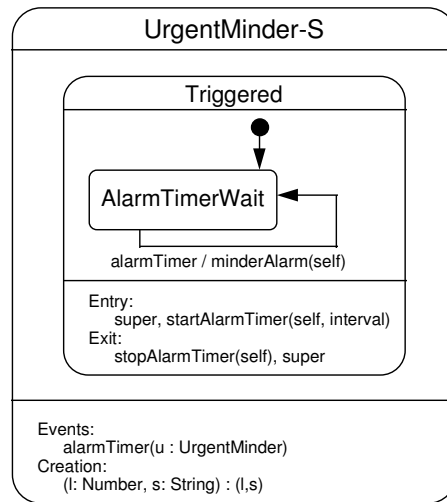 UrgentMinder-S
Triggered
AlarmTimerWait
alarmTimer / minderAlarm(self)
Entry:
super, startAlarmTimer(self, interval)
Exit:
stopAlarmTimer(self), super
Events:
alarmTimer(u : UrgentMinder)
Creation:
(l: Number, s: String) : (l,s)